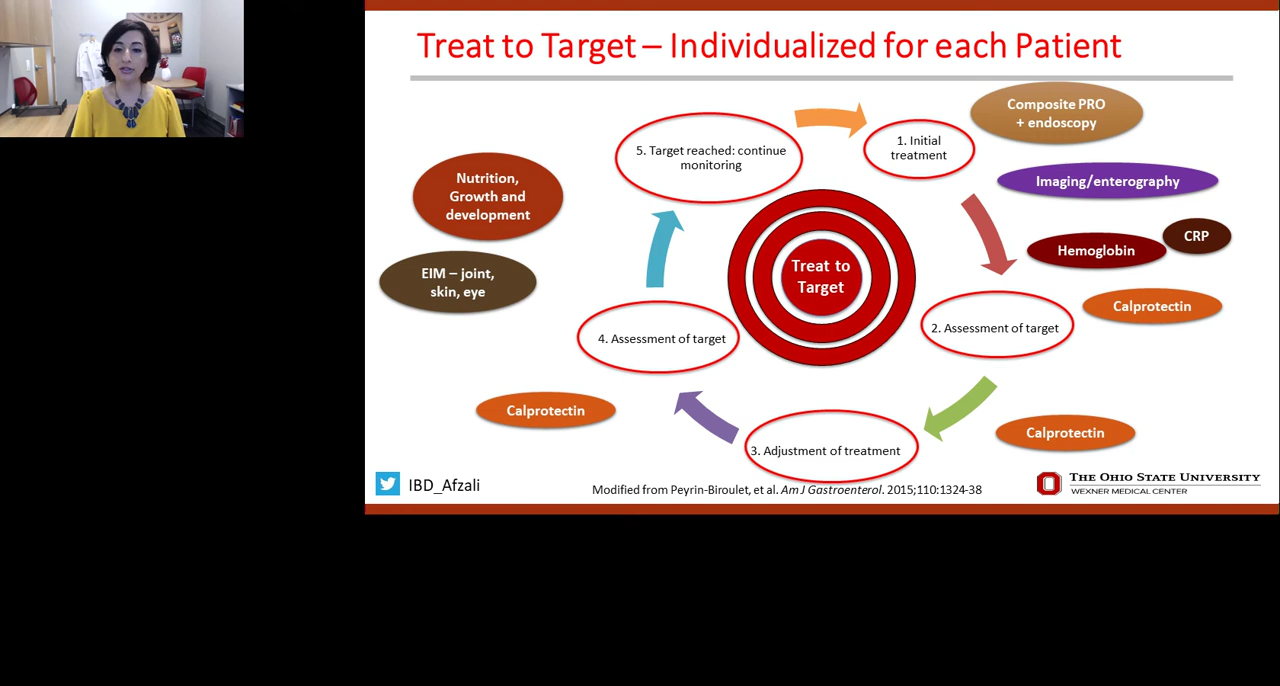 Treat to Target – Individualized for each Patient
Composite PRO
+ endoscopy
1. Initial
treatment
5. Target reached: continue
monitoring
Imaging/enterography
Nutrition,
Growth and
development
CRP
Hemoglobin
EIM – joint,
skin, eye
Treat to
Target
Calprotectin
2. Assessment of target
4. Assessment of target
Calprotectin
Calprotectin
3. Adjustment of treatment
IBD_Afzali
Modified from Peyrin-Biroulet, et al. Am J Gastroenterol. 2015;110:1324-38
THE OHIO STATE UNIVERSITY
WEXNER MEDICAL CENTER